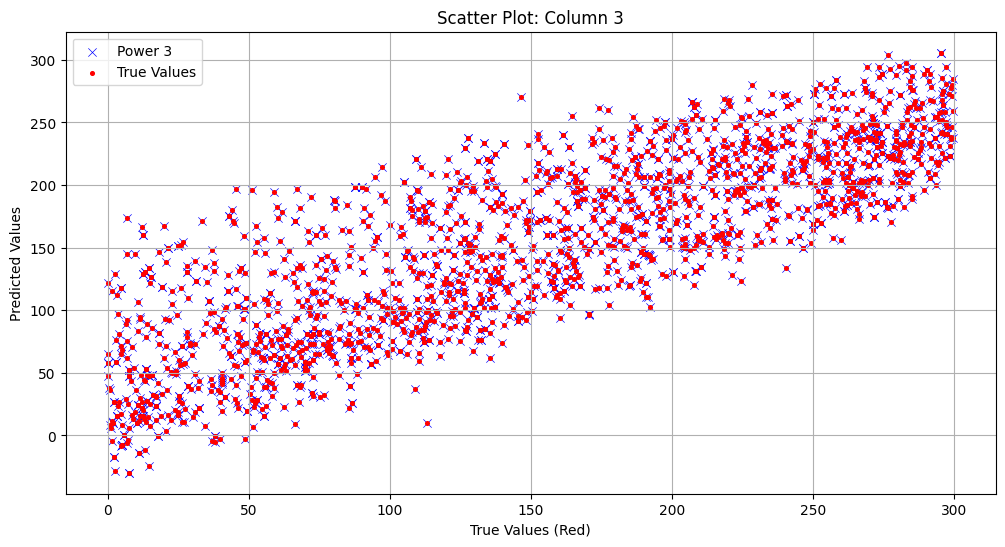 Scatter Plot: Column 3
Power 3
True Values
Predicted Values
300
250
200
150
100
50
0
0 50 100 150 200 250 300
True Values (Red)